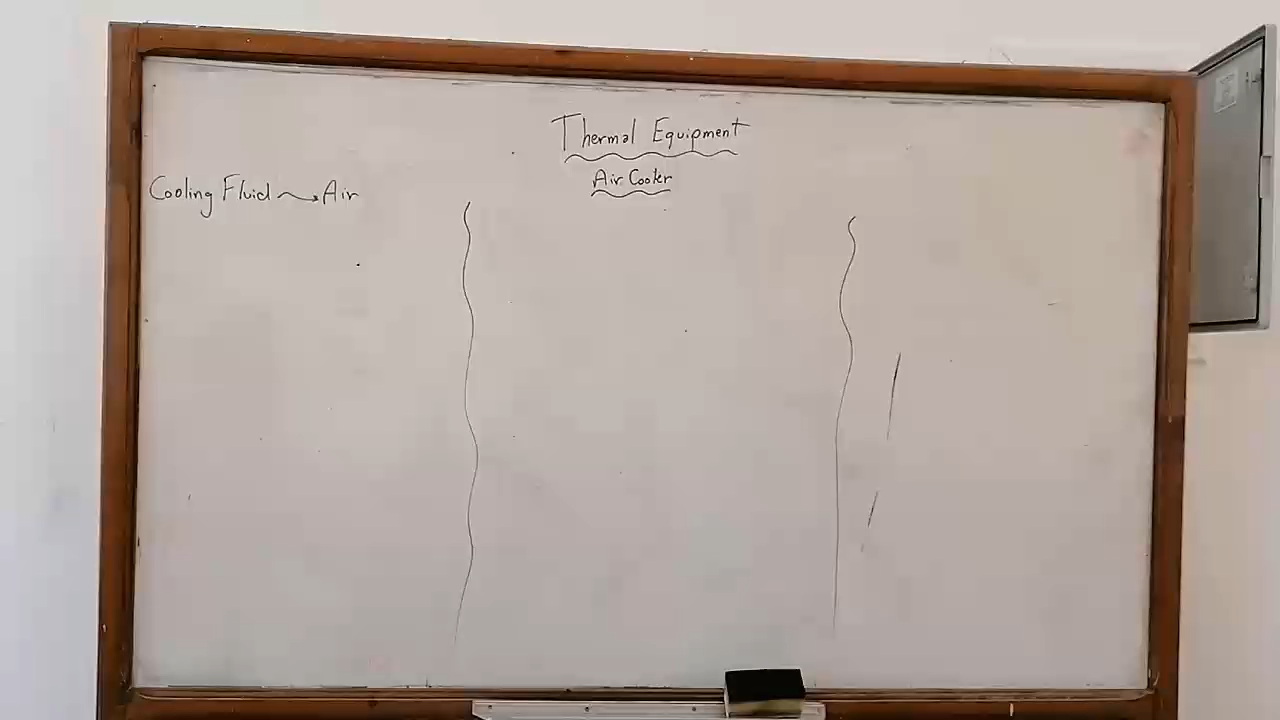 Thermal Equipment
Air Cooler
Cooling Fluid → Air